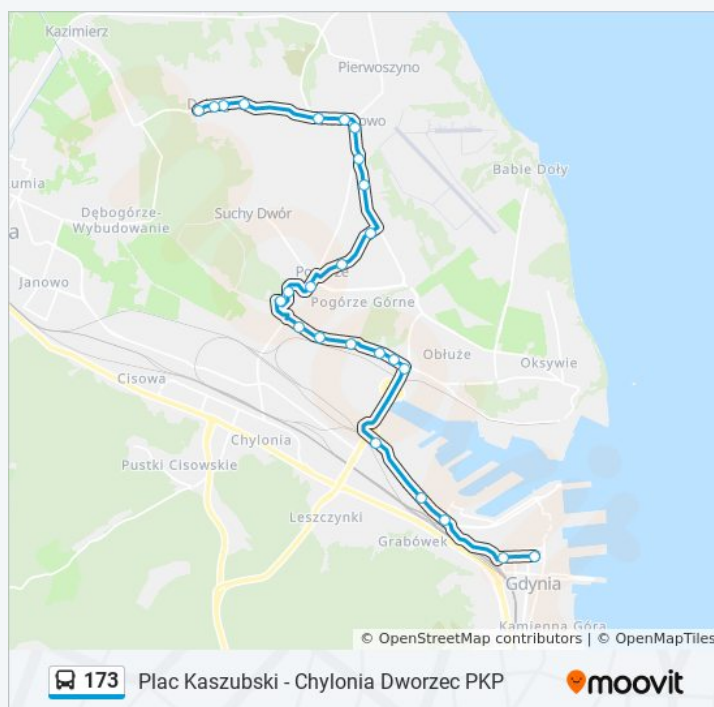 Kazimierz
Pierwoszyno
Babie Doły
Suchy Dwór
Dębogórze-
Wybudowanie
Janowo
Pogórze Górne
Obłuże
Oksywie
Cisowa
Chylonia
Pustki Cisowskie
Leszczynki
Grabówek
Gdynia
Kamienna Góra
© OpenStreetMap contributors | © OpenMapTiles
173 Plac Kaszubski - Chylonia Dworzec PKP
moovit